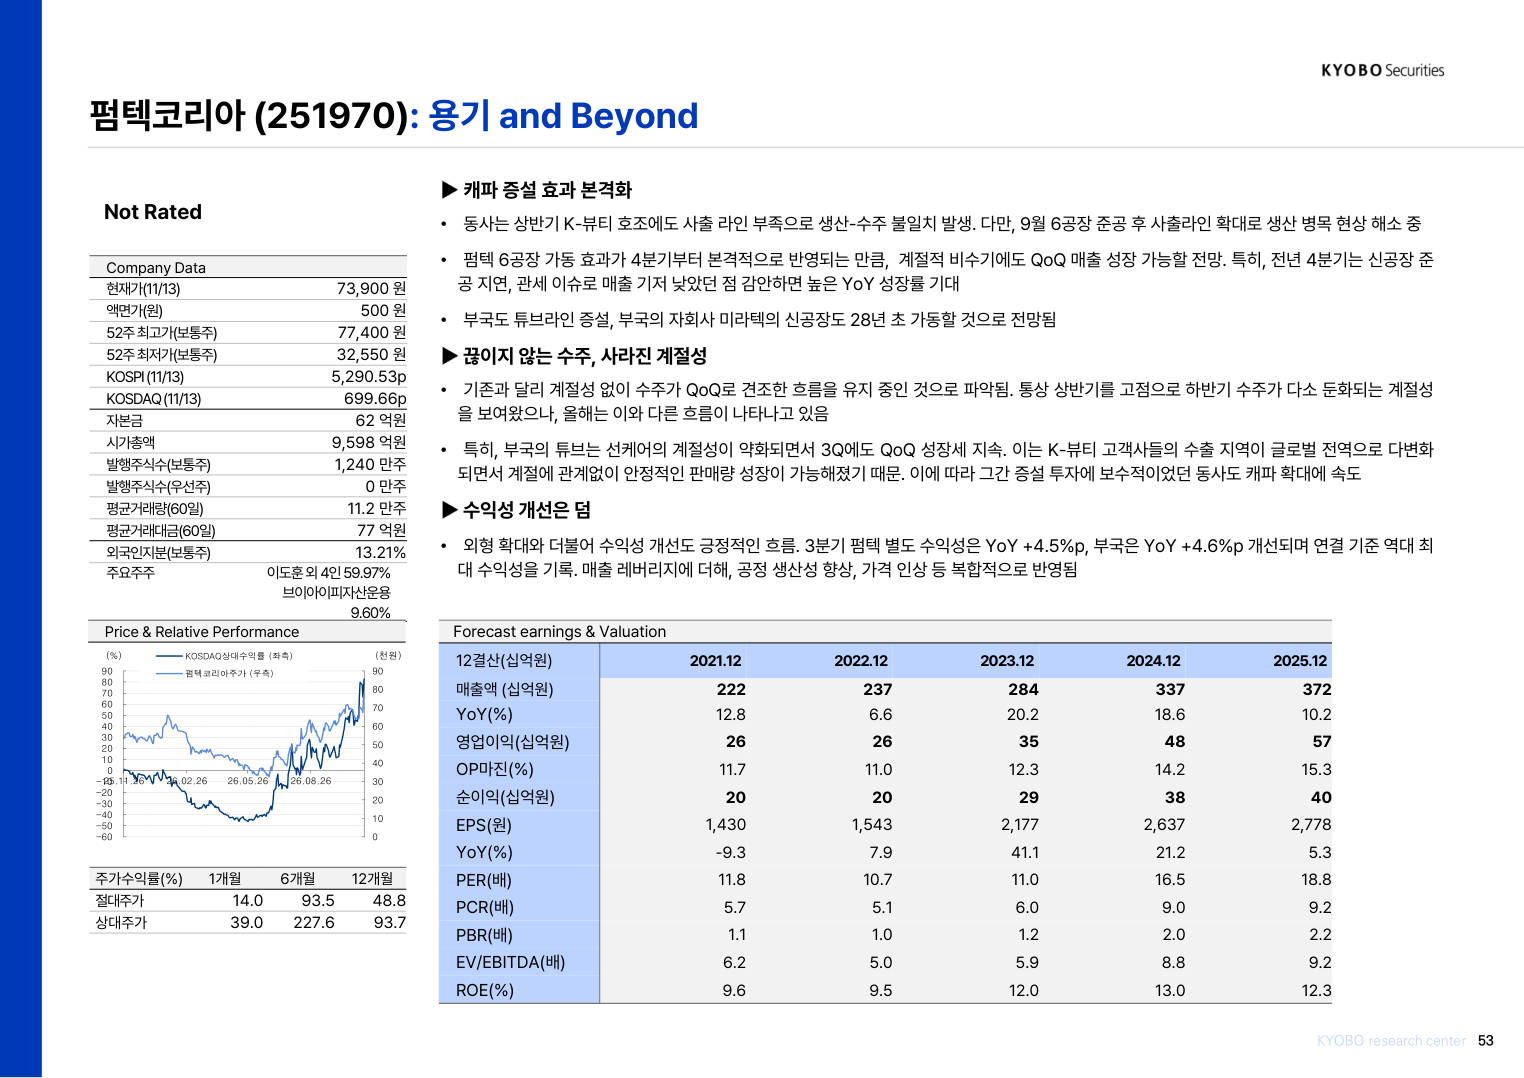 KYOBO Securities
펌텍코리아 (251970): 용기 and Beyond
Not Rated
Company Data
현재가(11/13) 73,900 원
액면가(원) 500 원
52주 최고가(보통주) 77,400 원
52주 최저가(보통주) 32,550 원
KOSPI (11/13) 5,290.53p
KOSDAQ (11/13) 699.66p
자본금 62 억원
시가총액 9,598 억원
발행주식수(보통주) 1,240 만주
발행주식수(우선주) 0 만주
평균거래량(60일) 11.2 만주
평균거래대금(60일) 77 억원
외국인지분(보통주) 13.21%
주요주주 이도훈 외 4인 59.97%
브이아이피자산운용
9.60%
Price & Relative Performance
(%) KOSDAQ상대수익률 (좌측) (천원)
펌텍코리아주가 (우측)
90 90
80 80
70
60 70
50
40 60
30 50
20
10 40
0
-10 25.11.26 26.02.26 26.05.26 26.08.26 30
-20
-30 20
-40 10
-50
-60 0
주가수익률(%) 1개월 6개월 12개월
절대주가 14.0 93.5 48.8
상대주가 39.0 227.6 93.7
▶ 캐파 증설 효과 본격화
• 동사는 상반기 K-뷰티 호조에도 사출 라인 부족으로 생산-수주 불일치 발생. 다만, 9월 6공장 준공 후 사출라인 확대로 생산 병목 현상 해소 중
• 펌텍 6공장 가동 효과가 4분기부터 본격적으로 반영되는 만큼, 계절적 비수기에도 QoQ 매출 성장 가능할 전망. 특히, 전년 4분기는 신공장 준
공 지연, 관세 이슈로 매출 기저 낮았던 점 감안하면 높은 YoY 성장률 기대
• 부국도 튜브라인 증설, 부국의 자회사 미라텍의 신공장도 28년 초 가동할 것으로 전망됨
▶ 끊이지 않는 수주, 사라진 계절성
• 기존과 달리 계절성 없이 수주가 QoQ로 견조한 흐름을 유지 중인 것으로 파악됨. 통상 상반기를 고점으로 하반기 수주가 다소 둔화되는 계절성
을 보여왔으나, 올해는 이와 다른 흐름이 나타나고 있음
• 특히, 부국의 튜브는 선케어의 계절성이 약화되면서 3Q에도 QoQ 성장세 지속. 이는 K-뷰티 고객사들의 수출 지역이 글로벌 전역으로 다변화
되면서 계절에 관계없이 안정적인 판매량 성장이 가능해졌기 때문. 이에 따라 그간 증설 투자에 보수적이었던 동사도 캐파 확대에 속도
▶ 수익성 개선은 덤
• 외형 확대와 더불어 수익성 개선도 긍정적인 흐름. 3분기 펌텍 별도 수익성은 YoY +4.5%p, 부국은 YoY +4.6%p 개선되며 연결 기준 역대 최
대 수익성을 기록. 매출 레버리지에 더해, 공정 생산성 향상, 가격 인상 등 복합적으로 반영됨
Forecast earnings & Valuation
12결산(십억원) 2021.12 2022.12 2023.12 2024.12 2025.12
매출액 (십억원) 222 237 284 337 372
YoY(%) 12.8 6.6 20.2 18.6 10.2
영업이익(십억원) 26 26 35 48 57
OP마진(%) 11.7 11.0 12.3 14.2 15.3
순이익(십억원) 20 20 29 38 40
EPS(원) 1,430 1,543 2,177 2,637 2,778
YoY(%) -9.3 7.9 41.1 21.2 5.3
PER(배) 11.8 10.7 11.0 16.5 18.8
PCR(배) 5.7 5.1 6.0 9.0 9.2
PBR(배) 1.1 1.0 1.2 2.0 2.2
EV/EBITDA(배) 6.2 5.0 5.9 8.8 9.2
ROE(%) 9.6 9.5 12.0 13.0 12.3
KYOBO research center 53